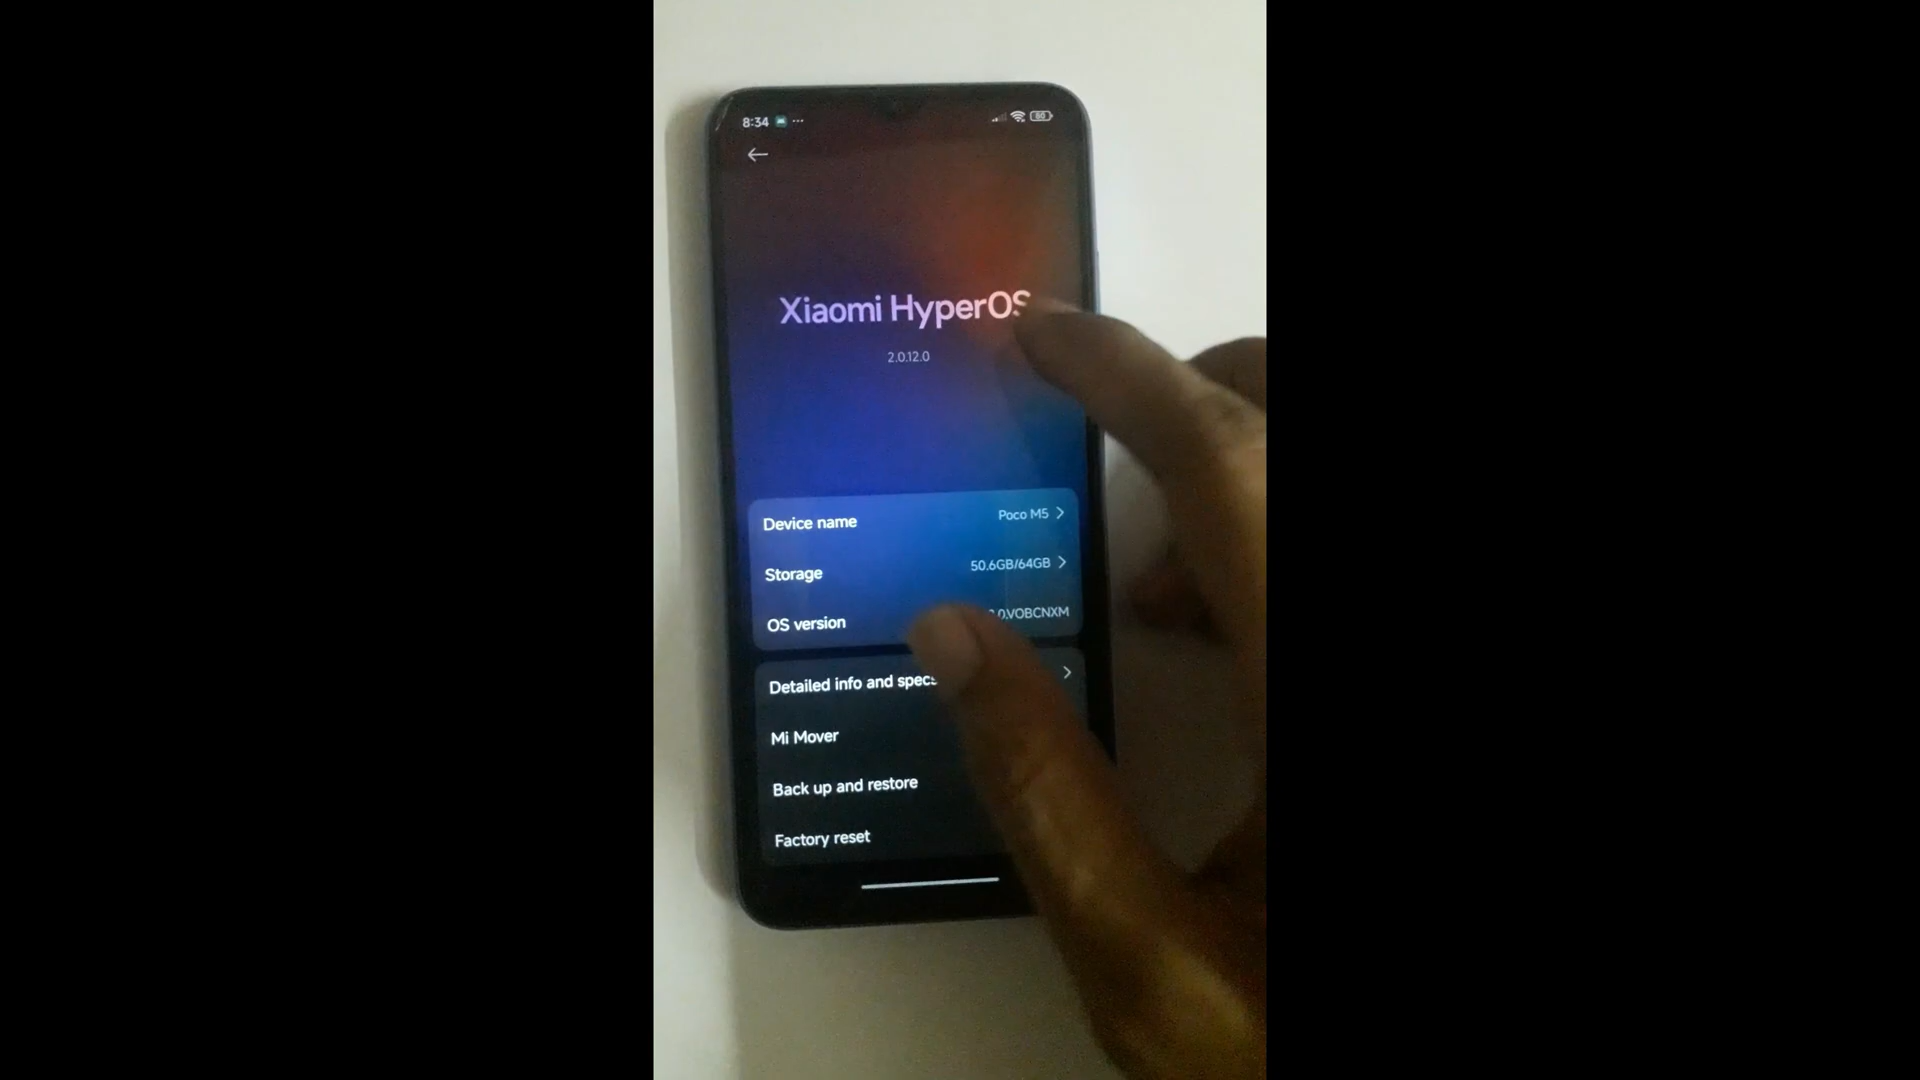 8:34 ...
60
Xiaomi HyperOS
2.0.12.0
Device name Poco M5
Storage 50.6GB/64GB
OS version .0.VOBCNXM
Detailed info and specs
Mi Mover
Back up and restore
Factory reset